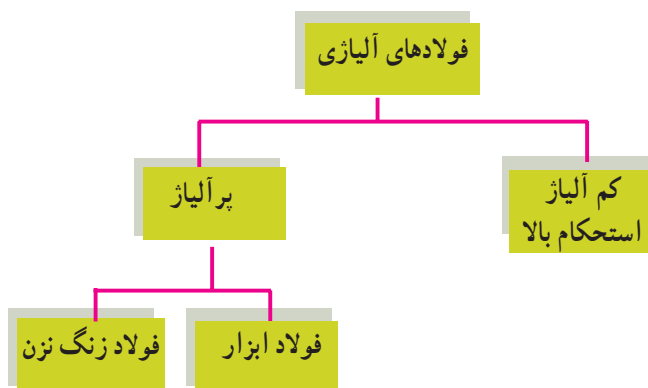 فولادهای آلیاژی
کم آلیاژ
استحکام بالا
پرآلیاژ
فولاد ابزار
فولاد زنگ نزن